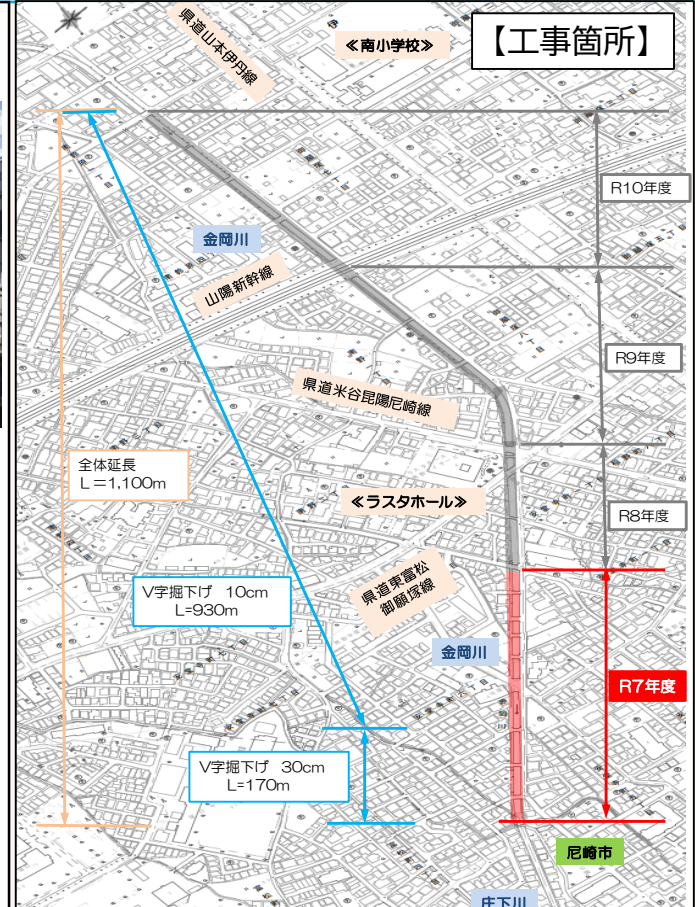 【工事箇所】
県道山本伊丹線
≪南小学校≫
R10年度
金岡川
山陽新幹線
R9年度
県道米谷昆陽尼崎線
全体延長
L＝1,100m
≪ラスタホール≫
R8年度
V字掘下げ 10cm
L=930m
県道東富松
御願塚線
金岡川
R7年度
V字掘下げ 30cm
L=170m
尼崎市
庄下川